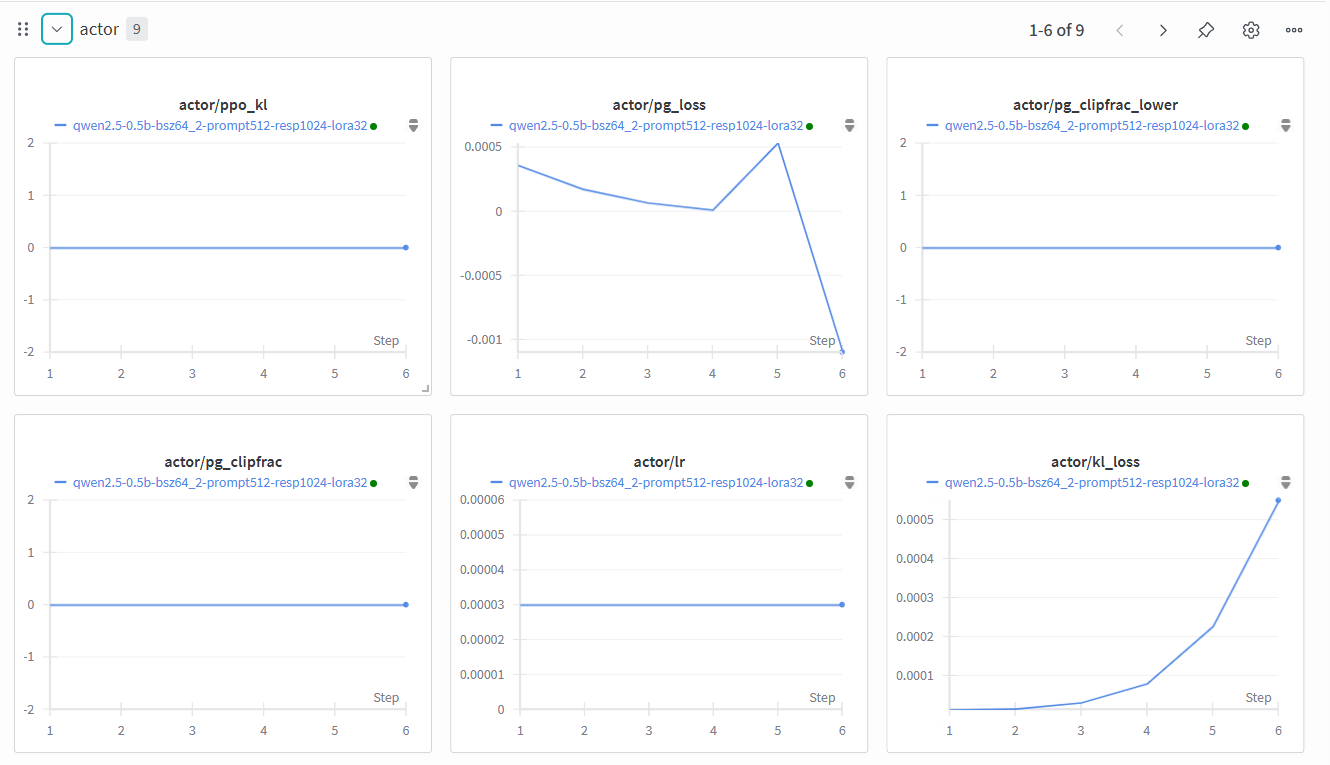 actor 9
1-6 of 9
actor/ppo_kl
qwen2.5-0.5b-bsz64_2-prompt512-resp1024-lora32
2
1
0
-1
-2
Step
1 2 3 4 5 6
actor/pg_loss
qwen2.5-0.5b-bsz64_2-prompt512-resp1024-lora32
0.0005
0
-0.0005
-0.001
Step
1 2 3 4 5 6
actor/pg_clipfrac_lower
qwen2.5-0.5b-bsz64_2-prompt512-resp1024-lora32
2
1
0
-1
-2
Step
1 2 3 4 5 6
actor/pg_clipfrac
qwen2.5-0.5b-bsz64_2-prompt512-resp1024-lora32
2
1
0
-1
-2
Step
1 2 3 4 5 6
actor/lr
qwen2.5-0.5b-bsz64_2-prompt512-resp1024-lora32
0.00006
0.00005
0.00004
0.00003
0.00002
0.00001
0
Step
1 2 3 4 5 6
actor/kl_loss
qwen2.5-0.5b-bsz64_2-prompt512-resp1024-lora32
0.0005
0.0004
0.0003
0.0002
0.0001
Step
1 2 3 4 5 6